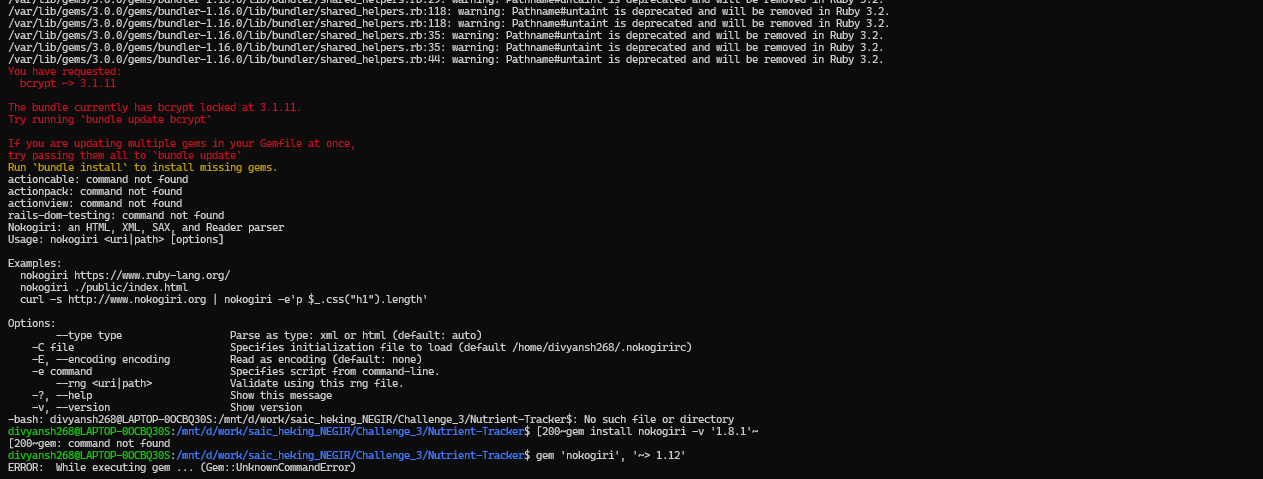 /var/lib/gems/3.0.0/gems/bundler-1.16.0/lib/bundler/shared_helpers.rb:29: warning: Pathname#untaint is deprecated and will be removed in Ruby 3.2.
/var/lib/gems/3.0.0/gems/bundler-1.16.0/lib/bundler/shared_helpers.rb:118: warning: Pathname#untaint is deprecated and will be removed in Ruby 3.2.
/var/lib/gems/3.0.0/gems/bundler-1.16.0/lib/bundler/shared_helpers.rb:118: warning: Pathname#untaint is deprecated and will be removed in Ruby 3.2.
/var/lib/gems/3.0.0/gems/bundler-1.16.0/lib/bundler/shared_helpers.rb:35: warning: Pathname#untaint is deprecated and will be removed in Ruby 3.2.
/var/lib/gems/3.0.0/gems/bundler-1.16.0/lib/bundler/shared_helpers.rb:35: warning: Pathname#untaint is deprecated and will be removed in Ruby 3.2.
/var/lib/gems/3.0.0/gems/bundler-1.16.0/lib/bundler/shared_helpers.rb:44: warning: Pathname#untaint is deprecated and will be removed in Ruby 3.2.
You have requested:
  bcrypt ~> 3.1.11

The bundle currently has bcrypt locked at 3.1.11.
Try running `bundle update bcrypt`

If you are updating multiple gems in your Gemfile at once,
try passing them all to `bundle update`
Run `bundle install` to install missing gems.
actioncable: command not found
actionpack: command not found
actionview: command not found
rails-dom-testing: command not found
Nokogiri: an HTML, XML, SAX, and Reader parser
Usage: nokogiri <uri|path> [options]

Examples:
  nokogiri https://www.ruby-lang.org/
  nokogiri ./public/index.html
  curl -s http://www.nokogiri.org | nokogiri -e'p $_.css("h1").length'

Options:
        --type type                  Parse as type: xml or html (default: auto)
    -C file                          Specifies initialization file to load (default /home/divyansh268/.nokogirirc)
    -E, --encoding encoding          Read as encoding (default: none)
    -e command                       Specifies script from command-line.
        --rng <uri|path>             Validate using this rng file.
    -?, --help                       Show this message
    -v, --version                    Show version
-bash: divyansh268@LAPTOP-0OCBQ30S:/mnt/d/work/saic_heking_NEGIR/Challenge_3/Nutrient-Tracker$: No such file or directory
divyansh268@LAPTOP-0OCBQ30S:/mnt/d/work/saic_heking_NEGIR/Challenge_3/Nutrient-Tracker$ [200~gem install nokogiri -v '1.8.1'~
[200~gem: command not found
divyansh268@LAPTOP-0OCBQ30S:/mnt/d/work/saic_heking_NEGIR/Challenge_3/Nutrient-Tracker$ gem 'nokogiri', '~> 1.12'
ERROR:  While executing gem ... (Gem::UnknownCommandError)